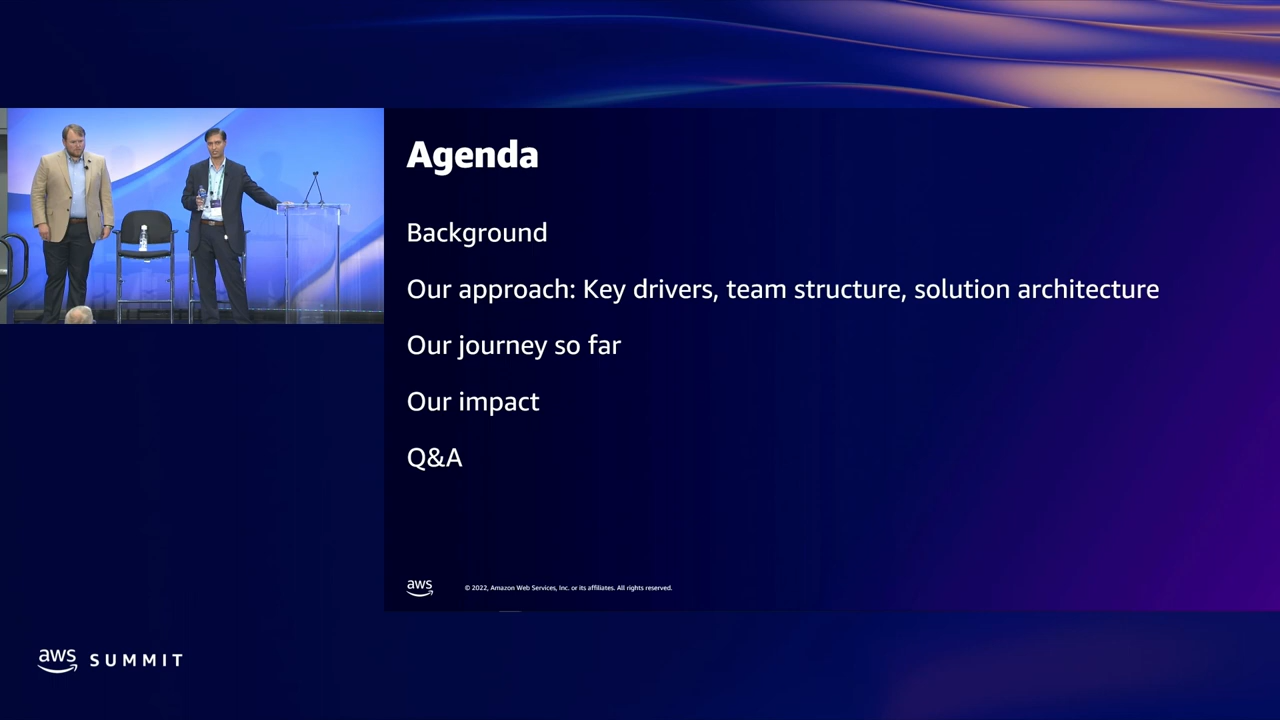 Agenda
Background
Our approach: Key drivers, team structure, solution architecture
Our journey so far
Our impact
Q&A
aws
© 2022, Amazon Web Services, Inc. or its affiliates. All rights reserved.
aws SUMMIT